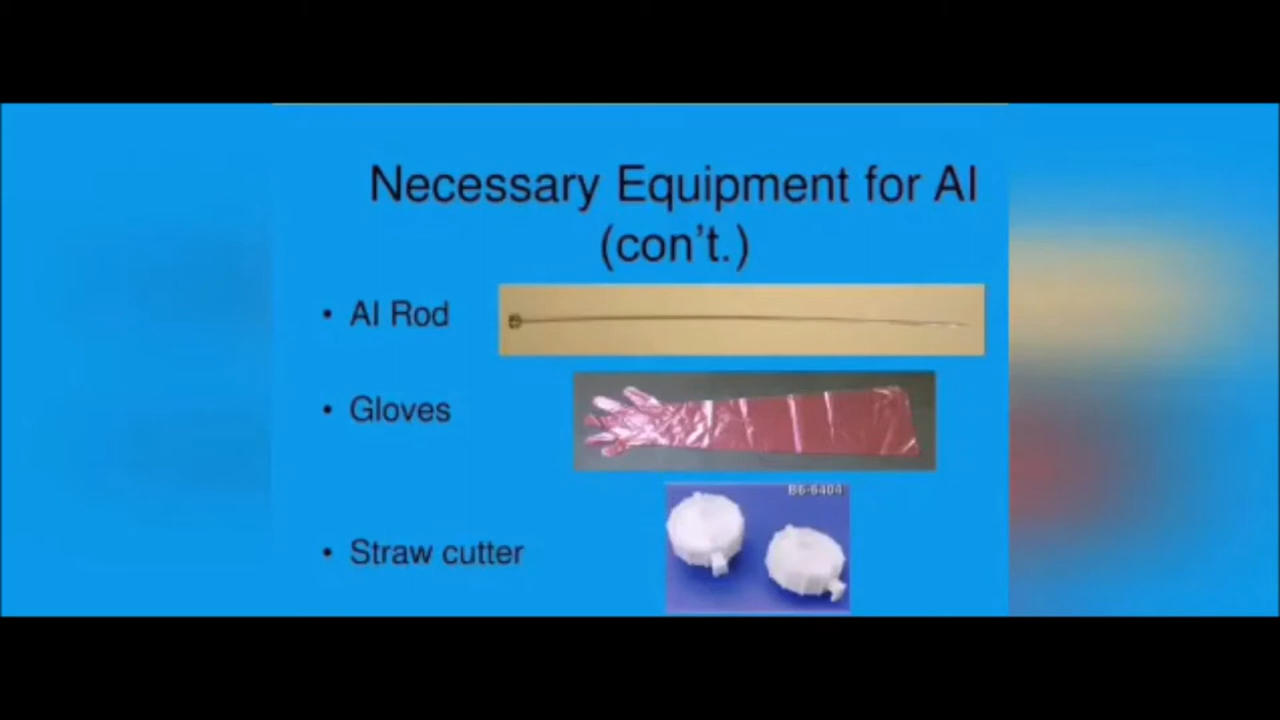 Necessary Equipment for AI
(con't.)
• AI Rod
• Gloves
B6-6404
• Straw cutter